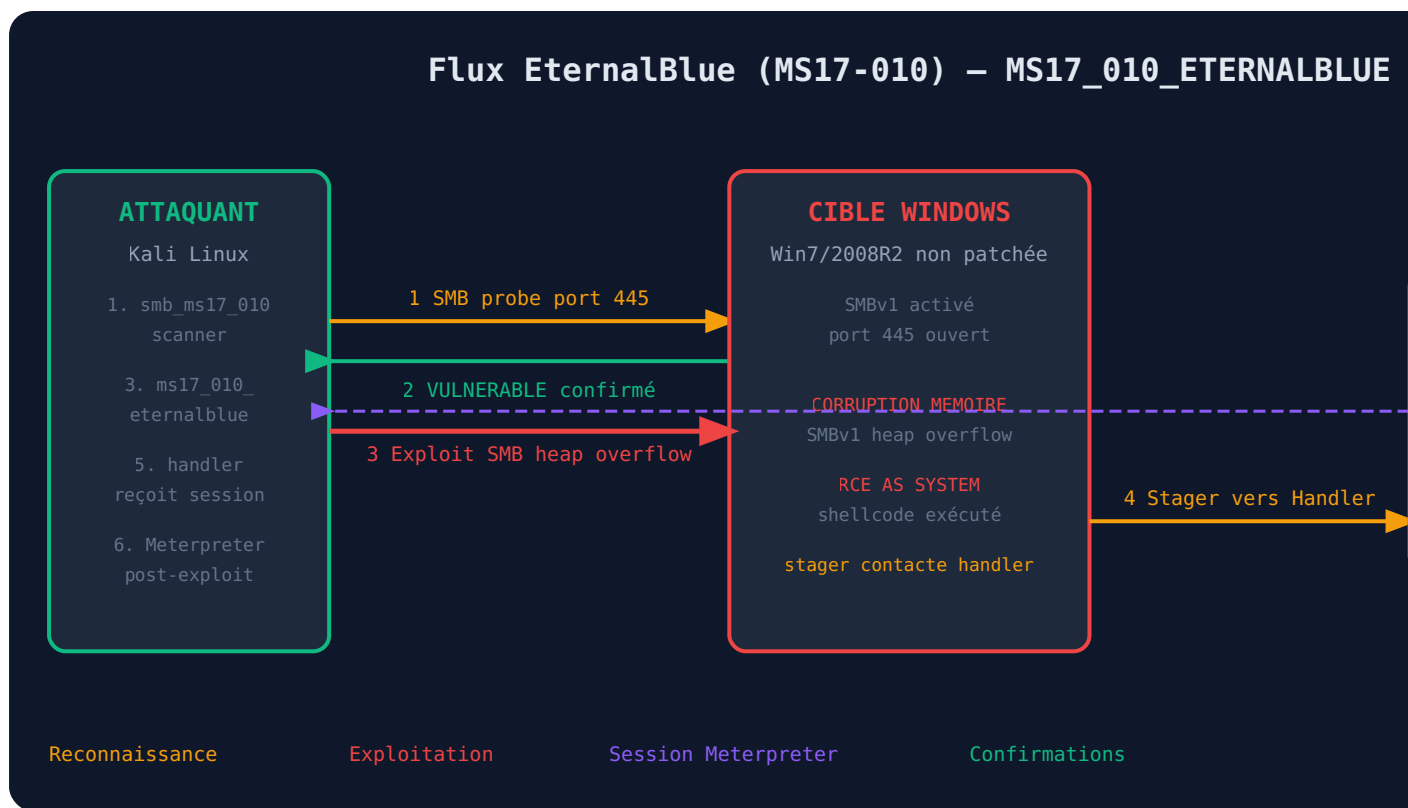 Flux EternalBlue (MS17-010) — MS17_010_ETERNALBLUE
ATTAQUANT
Kali Linux
1. smb_ms17_010
scanner
3. ms17_010_
eternalblue
5. handler
reçoit session
6. Meterpreter
post-exploit
1 SMB probe port 445
2 VULNERABLE confirmé
3 Exploit SMB heap overflow
CIBLE WINDOWS
Win7/2008R2 non patchée
SMBv1 activé
port 445 ouvert
CORRUPTION MEMOIRE
SMBv1 heap overflow
RCE AS SYSTEM
shellcode exécuté
stager contacte handler
4 Stager vers Handler
Reconnaissance
Exploitation
Session Meterpreter
Confirmations